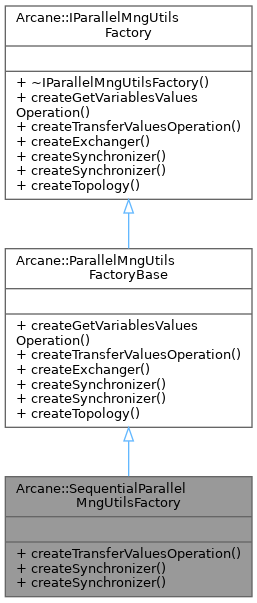 Arcane::IParallelMngUtils
Factory
+ ~IParallelMngUtilsFactory()
+ createGetVariablesValues
Operation()
+ createTransferValuesOperation()
+ createExchanger()
+ createSynchronizer()
+ createSynchronizer()
+ createTopology()
Arcane::ParallelMngUtils
FactoryBase
+ createGetVariablesValues
Operation()
+ createTransferValuesOperation()
+ createExchanger()
+ createSynchronizer()
+ createSynchronizer()
+ createTopology()
Arcane::SequentialParallel
MngUtilsFactory
+ createTransferValuesOperation()
+ createSynchronizer()
+ createSynchronizer()